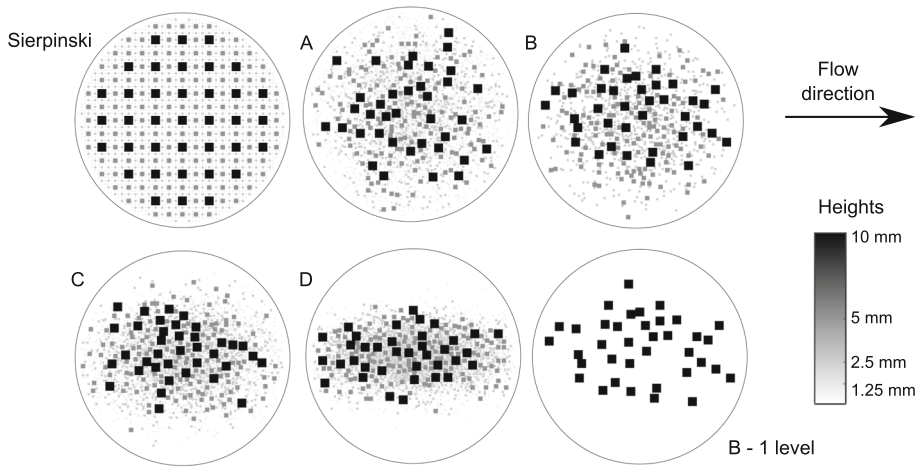 Sierpinski
A
B
Flow
direction
Heights
10 mm
5 mm
2.5 mm
1.25 mm
C
D
B - 1 level